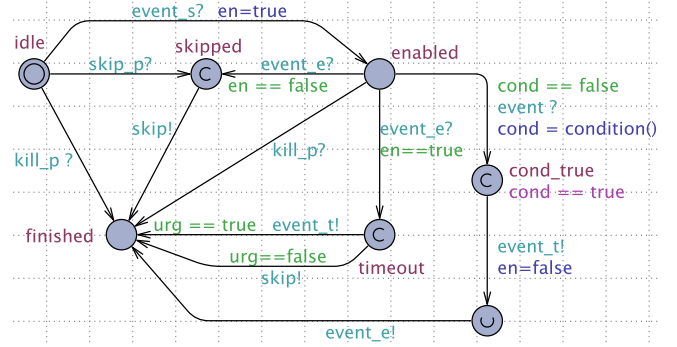 event_s? en=true
idle
skipped
enabled
skip_p?
event_e?
C
en == false
cond == false
event ?
cond = condition()
skip!
event_e?
en==true
kill_p ?
kill_p?
cond_true
C
cond == true
finished
urg == true event_t!
C
urg==false
timeout
skip!
event_t!
en=false
event_e!